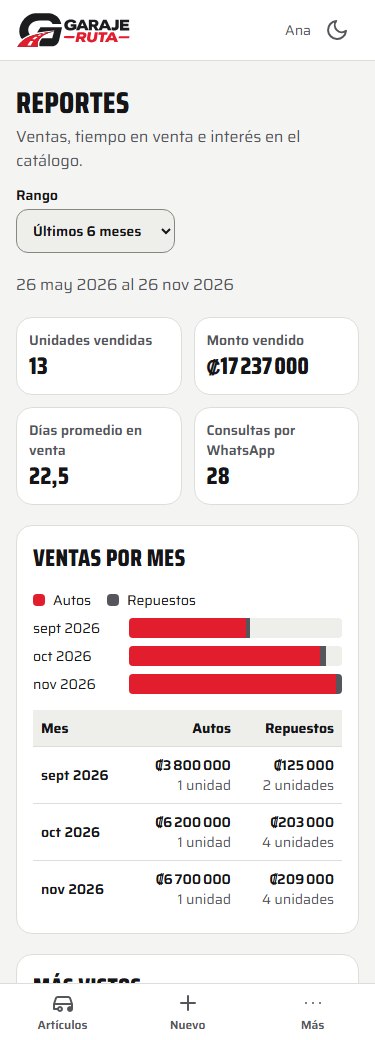 GARAJE
RUTA
Ana
REPORTES
Ventas, tiempo en venta e interés en el
catálogo.
Rango
Últimos 6 meses
26 may 2026 al 26 nov 2026
Unidades vendidas
13
Monto vendido
₡17 237 000
Días promedio en
venta
22,5
Consultas por
WhatsApp
28
VENTAS POR MES
Autos
Repuestos
sept 2026
oct 2026
nov 2026
Mes Autos Repuestos
sept 2026 ₡3 800 000 ₡125 000
1 unidad 2 unidades
oct 2026 ₡6 200 000 ₡203 000
1 unidad 4 unidades
nov 2026 ₡6 700 000 ₡209 000
1 unidad 4 unidades
MÁS VISTOS
Artículos
Nuevo
Más